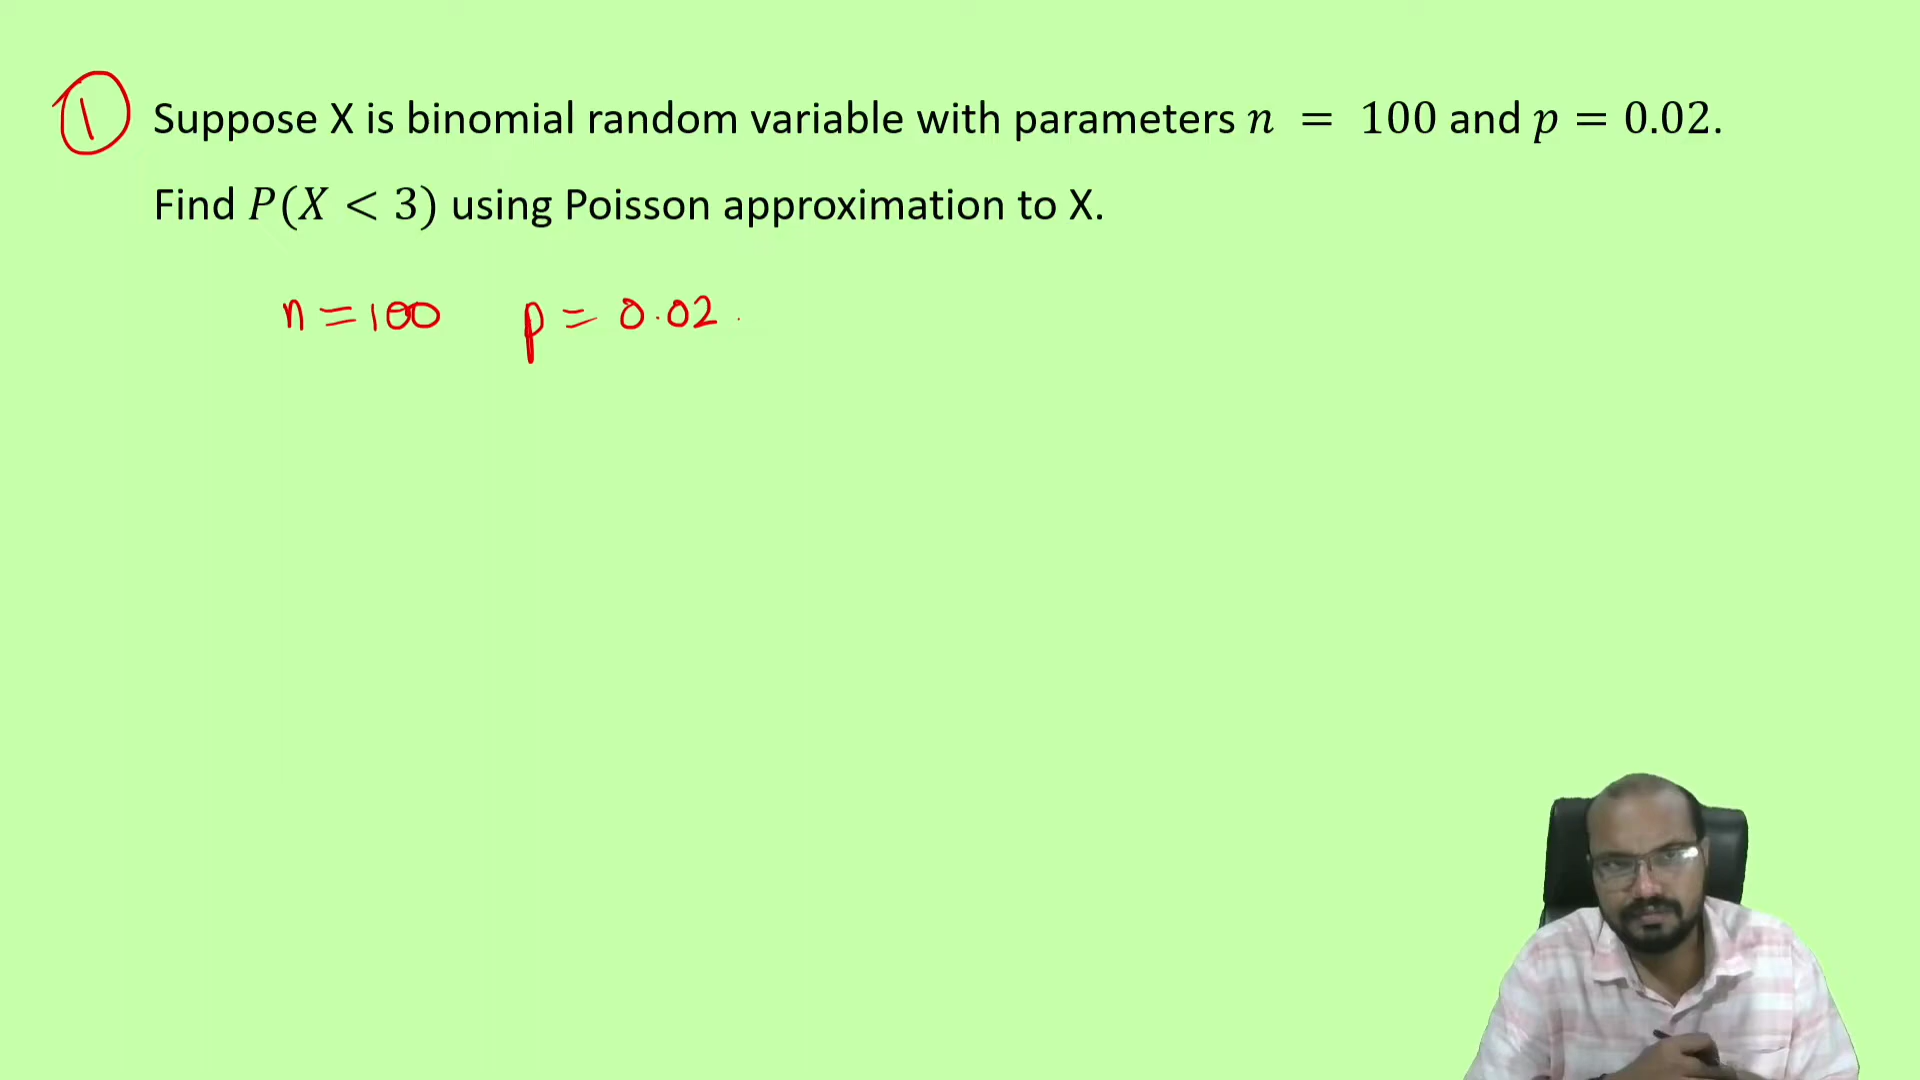 ① Suppose X is binomial random variable with parameters n = 100 and p = 0.02.
Find P(X < 3) using Poisson approximation to X.
n = 100 p = 0.02.